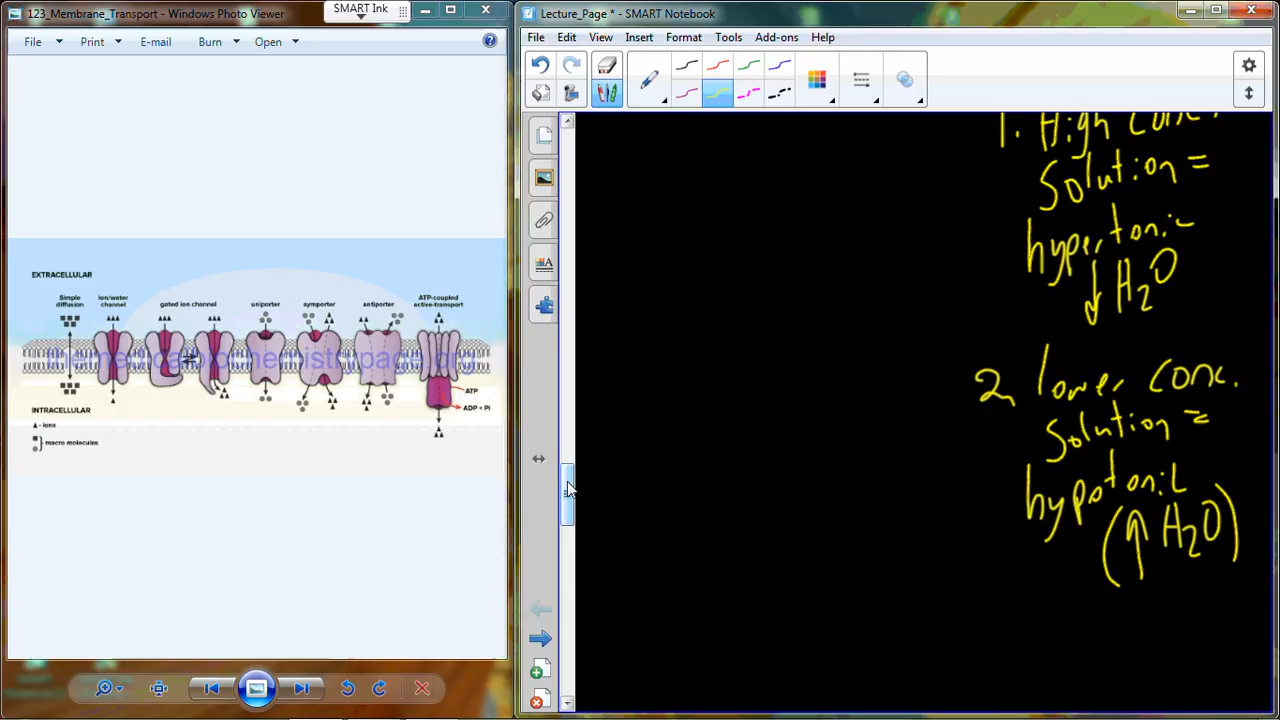 123_Membrane_Transport - Windows Photo Viewer
SMART Ink
File Print E-mail Burn Open
EXTRACELLULAR
Simple diffusion
ion/water channel
gated ion channel
uniporter
symporter
antiporter
ATP-coupled active-transport
themedicalbiochemistrypage.org
ATP
ADP + Pi
INTRACELLULAR
- ions
macro molecules
Lecture_Page * - SMART Notebook
File Edit View Insert Format Tools Add-ons Help
1. High conc.
Solution =
hypertonic
↓ H2O
2 lower conc.
Solution =
hypotonic
(↑ H2O)